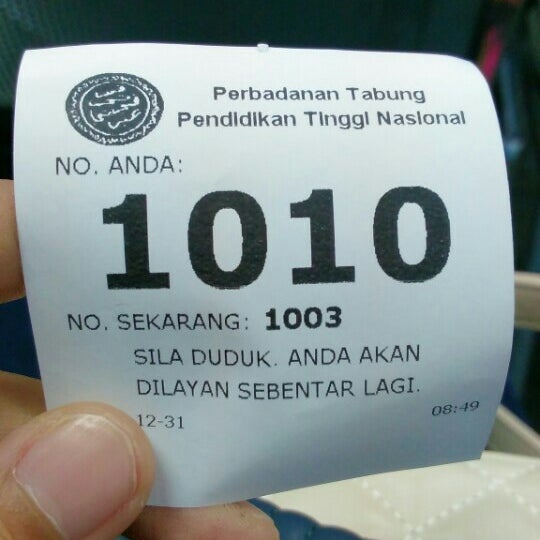 Perbadanan Tabung
Pendidikan Tinggi Nasional
NO. ANDA:
1010
NO. SEKARANG: 1003
SILA DUDUK. ANDA AKAN
DILAYAN SEBENTAR LAGI.
12-31 08:49